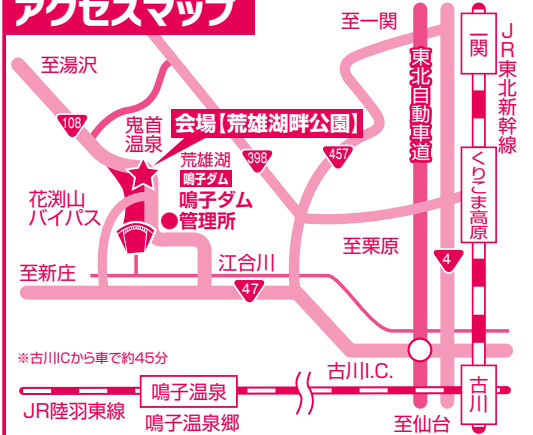 アクセスマップ
至一関
一関
JR東北新幹線
至湯沢
東北自動車道
108
鬼首
温泉
会場【荒雄湖畔公園】
荒雄湖
398
457
鳴子ダム
鳴子ダム
管理所
花渕山
バイパス
くりこま高原
至栗原
4
至新庄
江合川
47
※古川ICから車で約45分
古川I.C.
古川
鳴子温泉
JR陸羽東線
鳴子温泉郷
至仙台